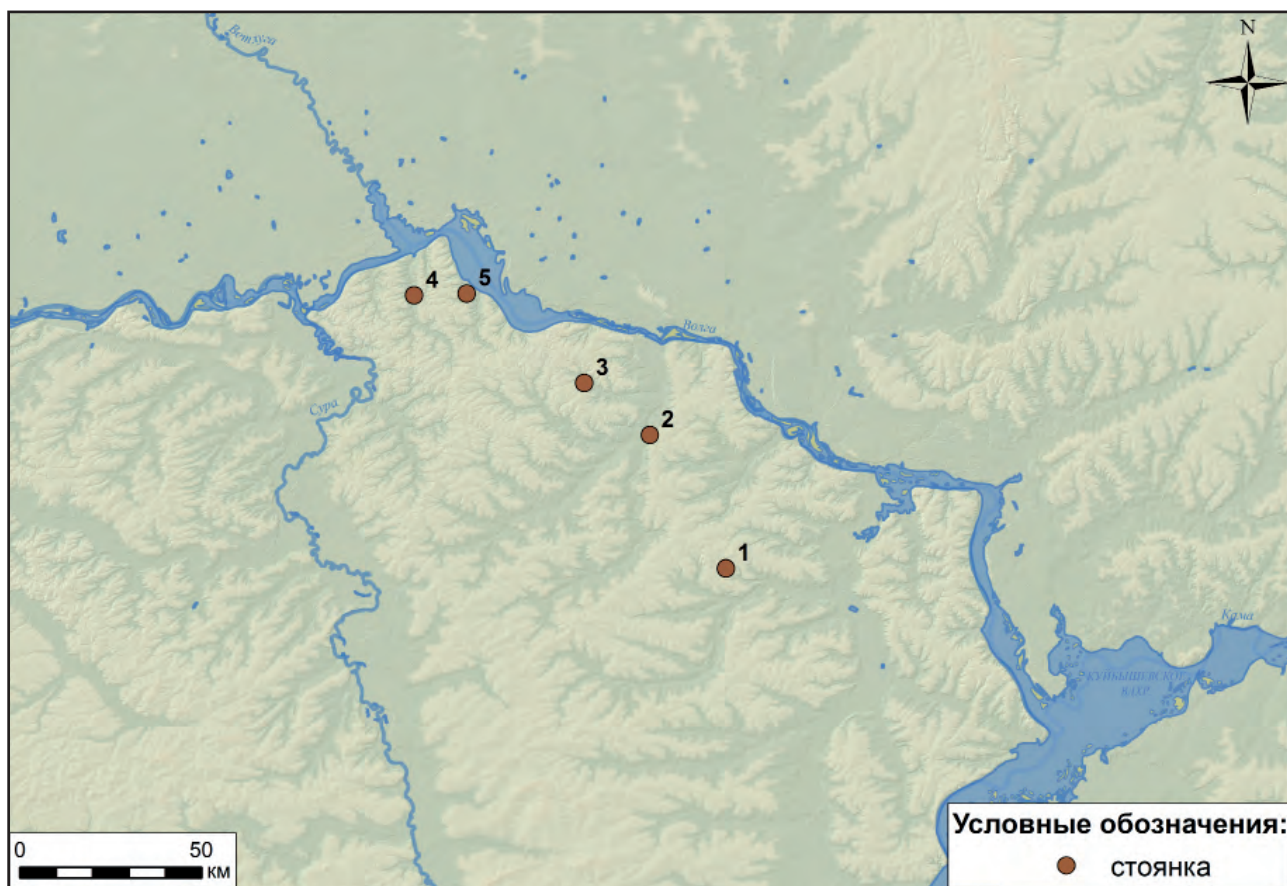 Ветлуга
N
4
5
Волга
3
Сура
2
1
Кама
КУЙБЫШЕВСКОЕ
ВДХР.
Условные обозначения:
0 50
км
стоянка